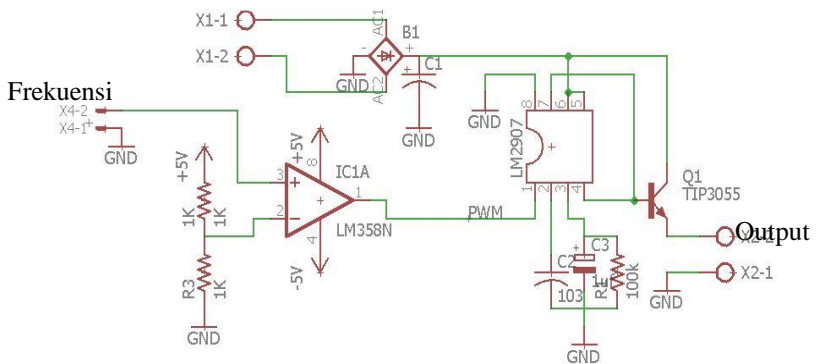 X1-1
X1-2
AC1
AC2
B1
-
+
GND
+
C1
GND
Frekuensi
X4-2
X4-1
+
GND
+5V
1K
1K
R3
1K
GND
+5V
8
IC1A
3
+
2
-
+
1
LM358N
4
-5V
PWM
GND
8
7
6
5
LM2907
+
1
2
3
4
Q1
TIP3055
Output
X2-1
GND
C2
103
+
C3
100k
GND